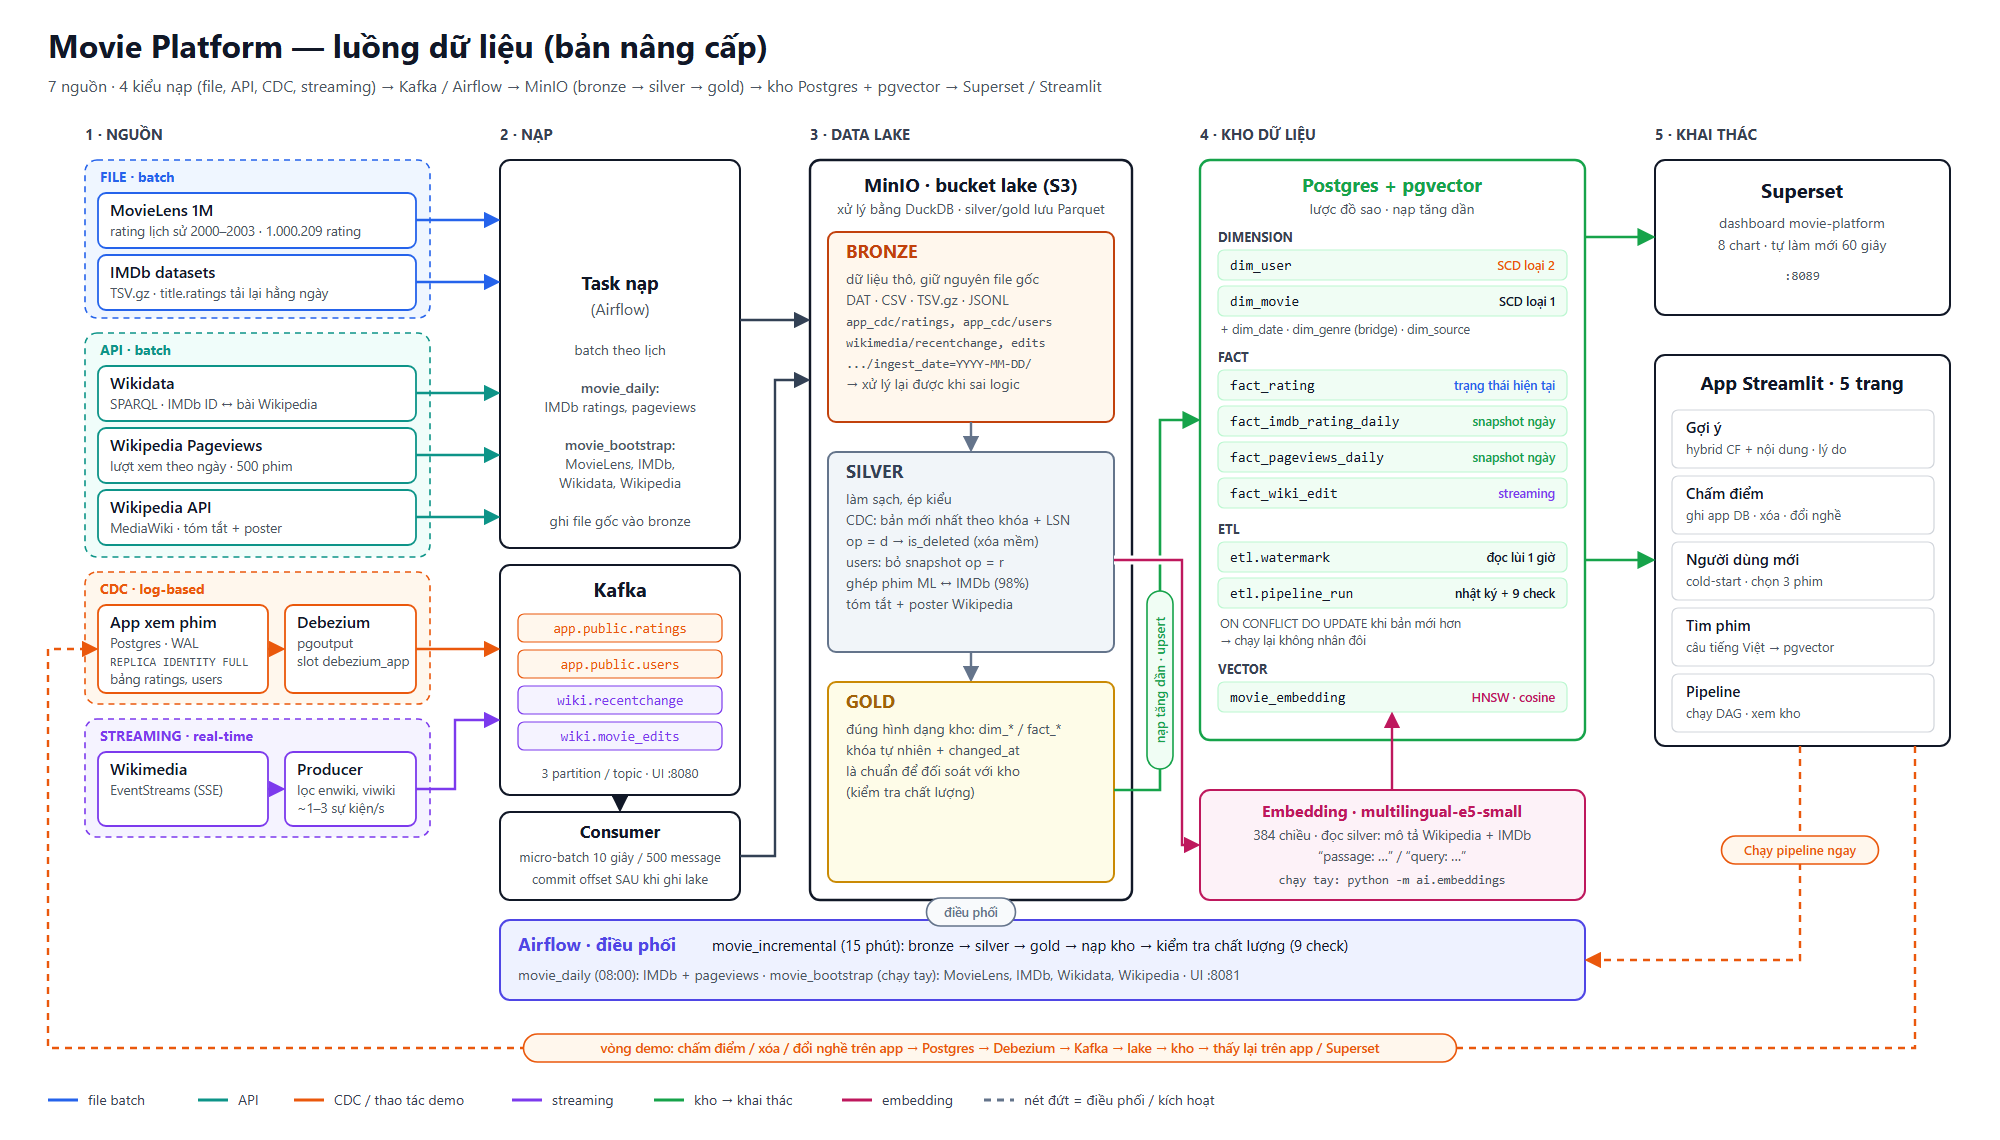 Movie Platform — luồng dữ liệu (bản nâng cấp)
7 nguồn · 4 kiểu nạp (file, API, CDC, streaming) → Kafka / Airflow → MinIO (bronze → silver → gold) → kho Postgres + pgvector → Superset / Streamlit
1 · NGUỒN
FILE · batch
MovieLens 1M
rating lịch sử 2000–2003 · 1.000.209 rating
IMDb datasets
TSV.gz · title.ratings tải lại hằng ngày
API · batch
Wikidata
SPARQL · IMDb ID ↔ bài Wikipedia
Wikipedia Pageviews
lượt xem theo ngày · 500 phim
Wikipedia API
MediaWiki · tóm tắt + poster
CDC · log-based
App xem phim
Postgres · WAL
REPLICA IDENTITY FULL
bảng ratings, users
Debezium
pgoutput
slot debezium_app
STREAMING · real-time
Wikimedia
EventStreams (SSE)
Producer
lọc enwiki, viwiki
~1–3 sự kiện/s
2 · NẠP
Task nạp
(Airflow)
batch theo lịch
movie_daily:
IMDb ratings, pageviews
movie_bootstrap:
MovieLens, IMDb,
Wikidata, Wikipedia
ghi file gốc vào bronze
Kafka
app.public.ratings
app.public.users
wiki.recentchange
wiki.movie_edits
3 partition / topic · UI :8080
Consumer
micro-batch 10 giây / 500 message
commit offset SAU khi ghi lake
3 · DATA LAKE
MinIO · bucket lake (S3)
xử lý bằng DuckDB · silver/gold lưu Parquet
BRONZE
dữ liệu thô, giữ nguyên file gốc
DAT · CSV · TSV.gz · JSONL
app_cdc/ratings, app_cdc/users
wikimedia/recentchange, edits
.../ingest_date=YYYY-MM-DD/
→ xử lý lại được khi sai logic
SILVER
làm sạch, ép kiểu
CDC: bản mới nhất theo khóa + LSN
op = d → is_deleted (xóa mềm)
users: bỏ snapshot op = r
ghép phim ML ↔ IMDb (98%)
tóm tắt + poster Wikipedia
GOLD
đúng hình dạng kho: dim_* / fact_*
khóa tự nhiên + changed_at
là chuẩn để đối soát với kho
(kiểm tra chất lượng)
nạp tăng dần · upsert
4 · KHO DỮ LIỆU
Postgres + pgvector
lược đồ sao · nạp tăng dần
DIMENSION
dim_user SCD loại 2
dim_movie SCD loại 1
+ dim_date · dim_genre (bridge) · dim_source
FACT
fact_rating trạng thái hiện tại
fact_imdb_rating_daily snapshot ngày
fact_pageviews_daily snapshot ngày
fact_wiki_edit streaming
ETL
etl.watermark đọc lùi 1 giờ
etl.pipeline_run nhật ký + 9 check
ON CONFLICT DO UPDATE khi bản mới hơn
→ chạy lại không nhân đôi
VECTOR
movie_embedding HNSW · cosine
Embedding · multilingual-e5-small
384 chiều · đọc silver: mô tả Wikipedia + IMDb
“passage: …” / “query: …”
chạy tay: python -m ai.embeddings
5 · KHAI THÁC
Superset
dashboard movie-platform
8 chart · tự làm mới 60 giây
:8089
App Streamlit · 5 trang
Gợi ý
hybrid CF + nội dung · lý do
Chấm điểm
ghi app DB · xóa · đổi nghề
Người dùng mới
cold-start · chọn 3 phim
Tìm phim
câu tiếng Việt → pgvector
Pipeline
chạy DAG · xem kho
Chạy pipeline ngay
điều phối
Airflow · điều phối movie_incremental (15 phút): bronze → silver → gold → nạp kho → kiểm tra chất lượng (9 check)
movie_daily (08:00): IMDb + pageviews · movie_bootstrap (chạy tay): MovieLens, IMDb, Wikidata, Wikipedia · UI :8081
vòng demo: chấm điểm / xóa / đổi nghề trên app → Postgres → Debezium → Kafka → lake → kho → thấy lại trên app / Superset
file batch
API
CDC / thao tác demo
streaming
kho → khai thác
embedding
nét đứt = điều phối / kích hoạt